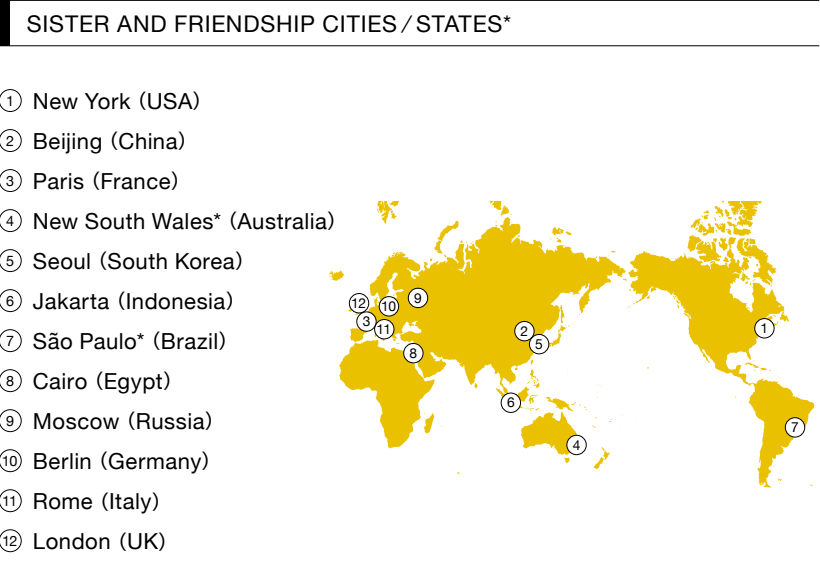 SISTER AND FRIENDSHIP CITIES/STATES*
① New York (USA)
② Beijing (China)
③ Paris (France)
④ New South Wales* (Australia)
⑤ Seoul (South Korea)
⑥ Jakarta (Indonesia)
⑦ São Paulo* (Brazil)
⑧ Cairo (Egypt)
⑨ Moscow (Russia)
⑩ Berlin (Germany)
⑪ Rome (Italy)
⑫ London (UK)
⑨
⑫
⑩
③
⑪
②
①
⑤
⑧
⑥
⑦
④